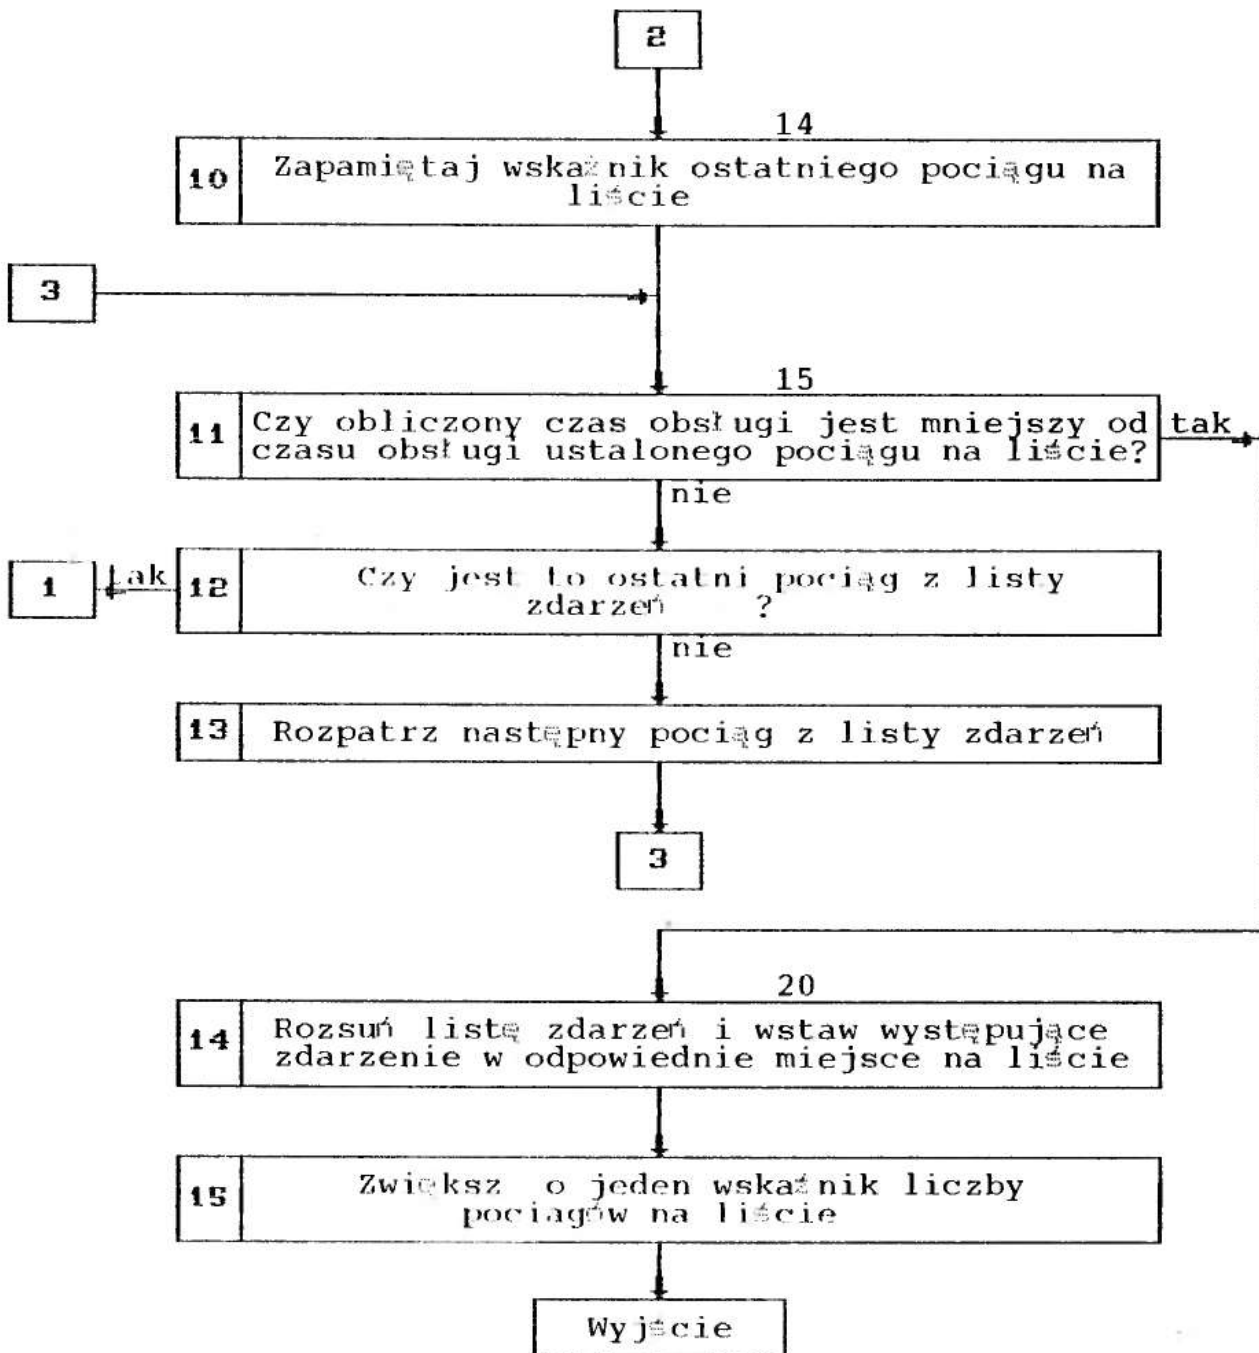 2
14
10 Zapamiętaj wskaźnik ostatniego pociągu na
liście
3
15
11 Czy obliczony czas obsługi jest mniejszy od
czasu obsługi ustalonego pociągu na liście?
tak
nie
1
tak
12 Czy jest to ostatni pociąg z listy
zdarzeń ?
nie
13 Rozpatrz następny pociąg z listy zdarzeń
3
20
14 Rozsuń listę zdarzeń i wstaw występujące
zdarzenie w odpowiednie miejsce na liście
15 Zwiększ o jeden wskaźnik liczby
pociągów na liście
Wyjście